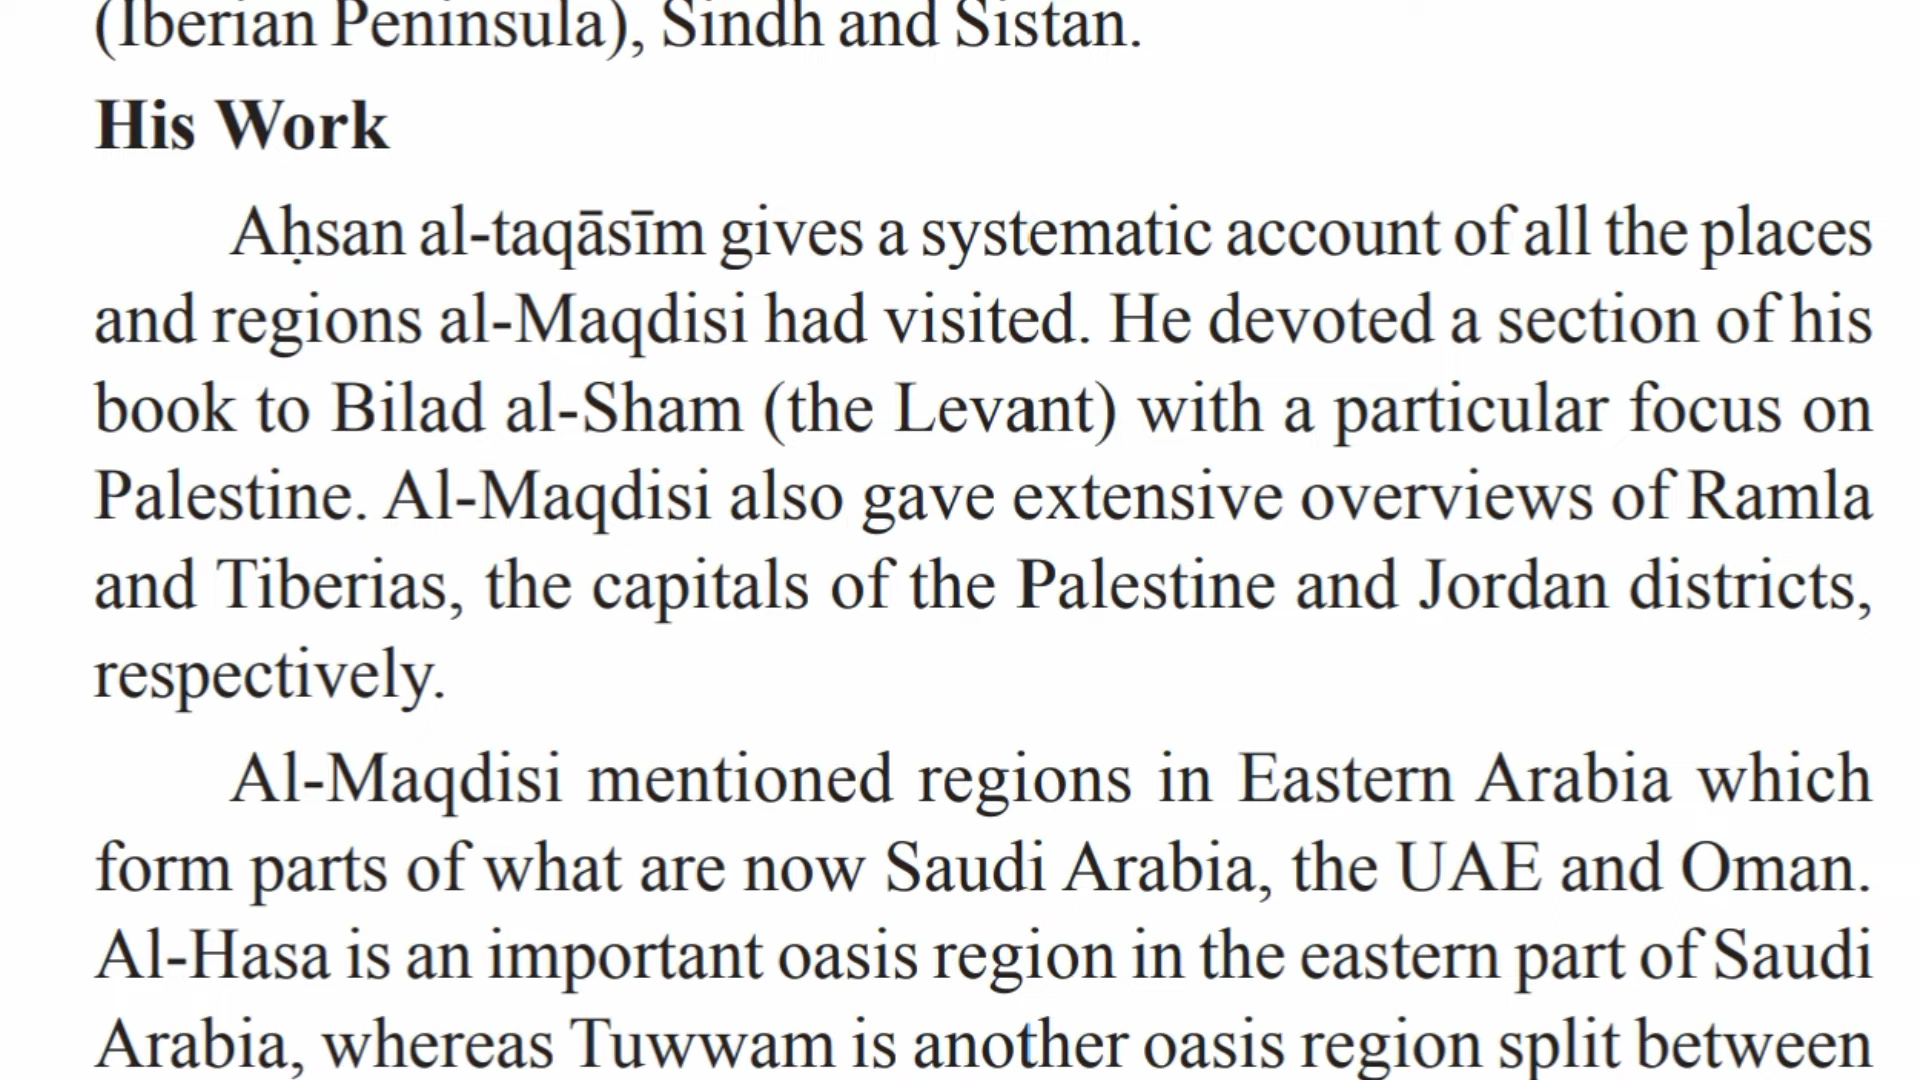 (Iberian Peninsula), Sindh and Sistan.
His Work
Aḥsan al-taqāsīm gives a systematic account of all the places
and regions al-Maqdisi had visited. He devoted a section of his
book to Bilad al-Sham (the Levant) with a particular focus on
Palestine. Al-Maqdisi also gave extensive overviews of Ramla
and Tiberias, the capitals of the Palestine and Jordan districts,
respectively.
Al-Maqdisi mentioned regions in Eastern Arabia which
form parts of what are now Saudi Arabia, the UAE and Oman.
Al-Hasa is an important oasis region in the eastern part of Saudi
Arabia, whereas Tuwwam is another oasis region split between